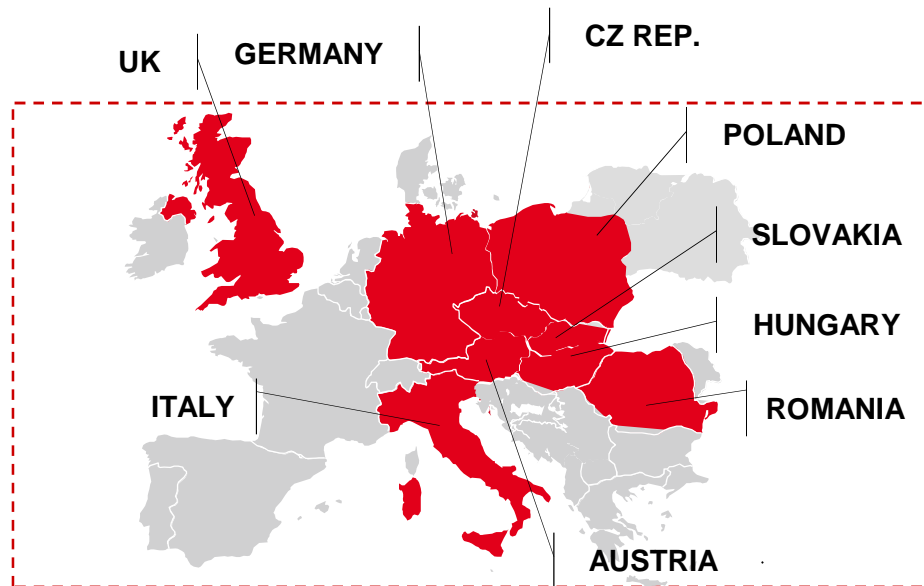 CZ REP.
GERMANY
UK
POLAND
SLOVAKIA
HUNGARY
ITALY
ROMANIA
AUSTRIA